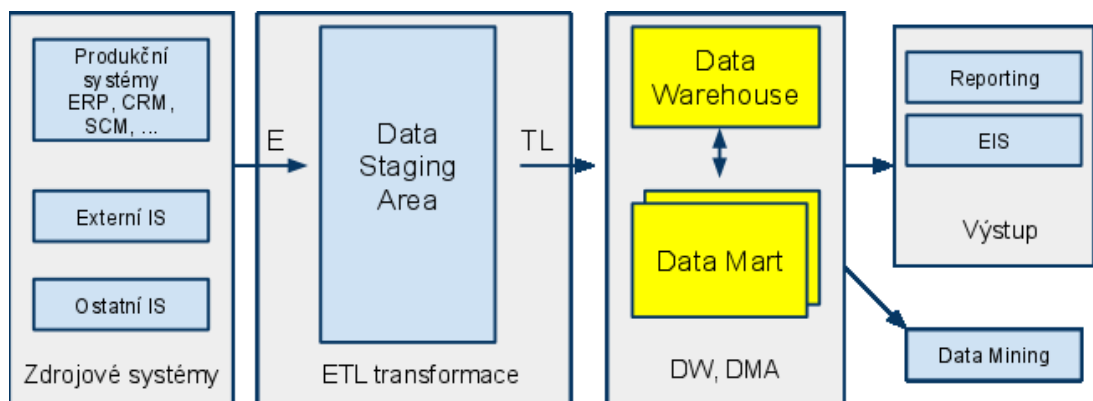 Produkční
systémy
ERP, CRM,
SCM, ...
Externí IS
Ostatní IS
Zdrojové systémy
E
Data
Staging
Area
ETL transformace
TL
Data
Warehouse
Data Mart
DW, DMA
Reporting
EIS
Výstup
Data Mining